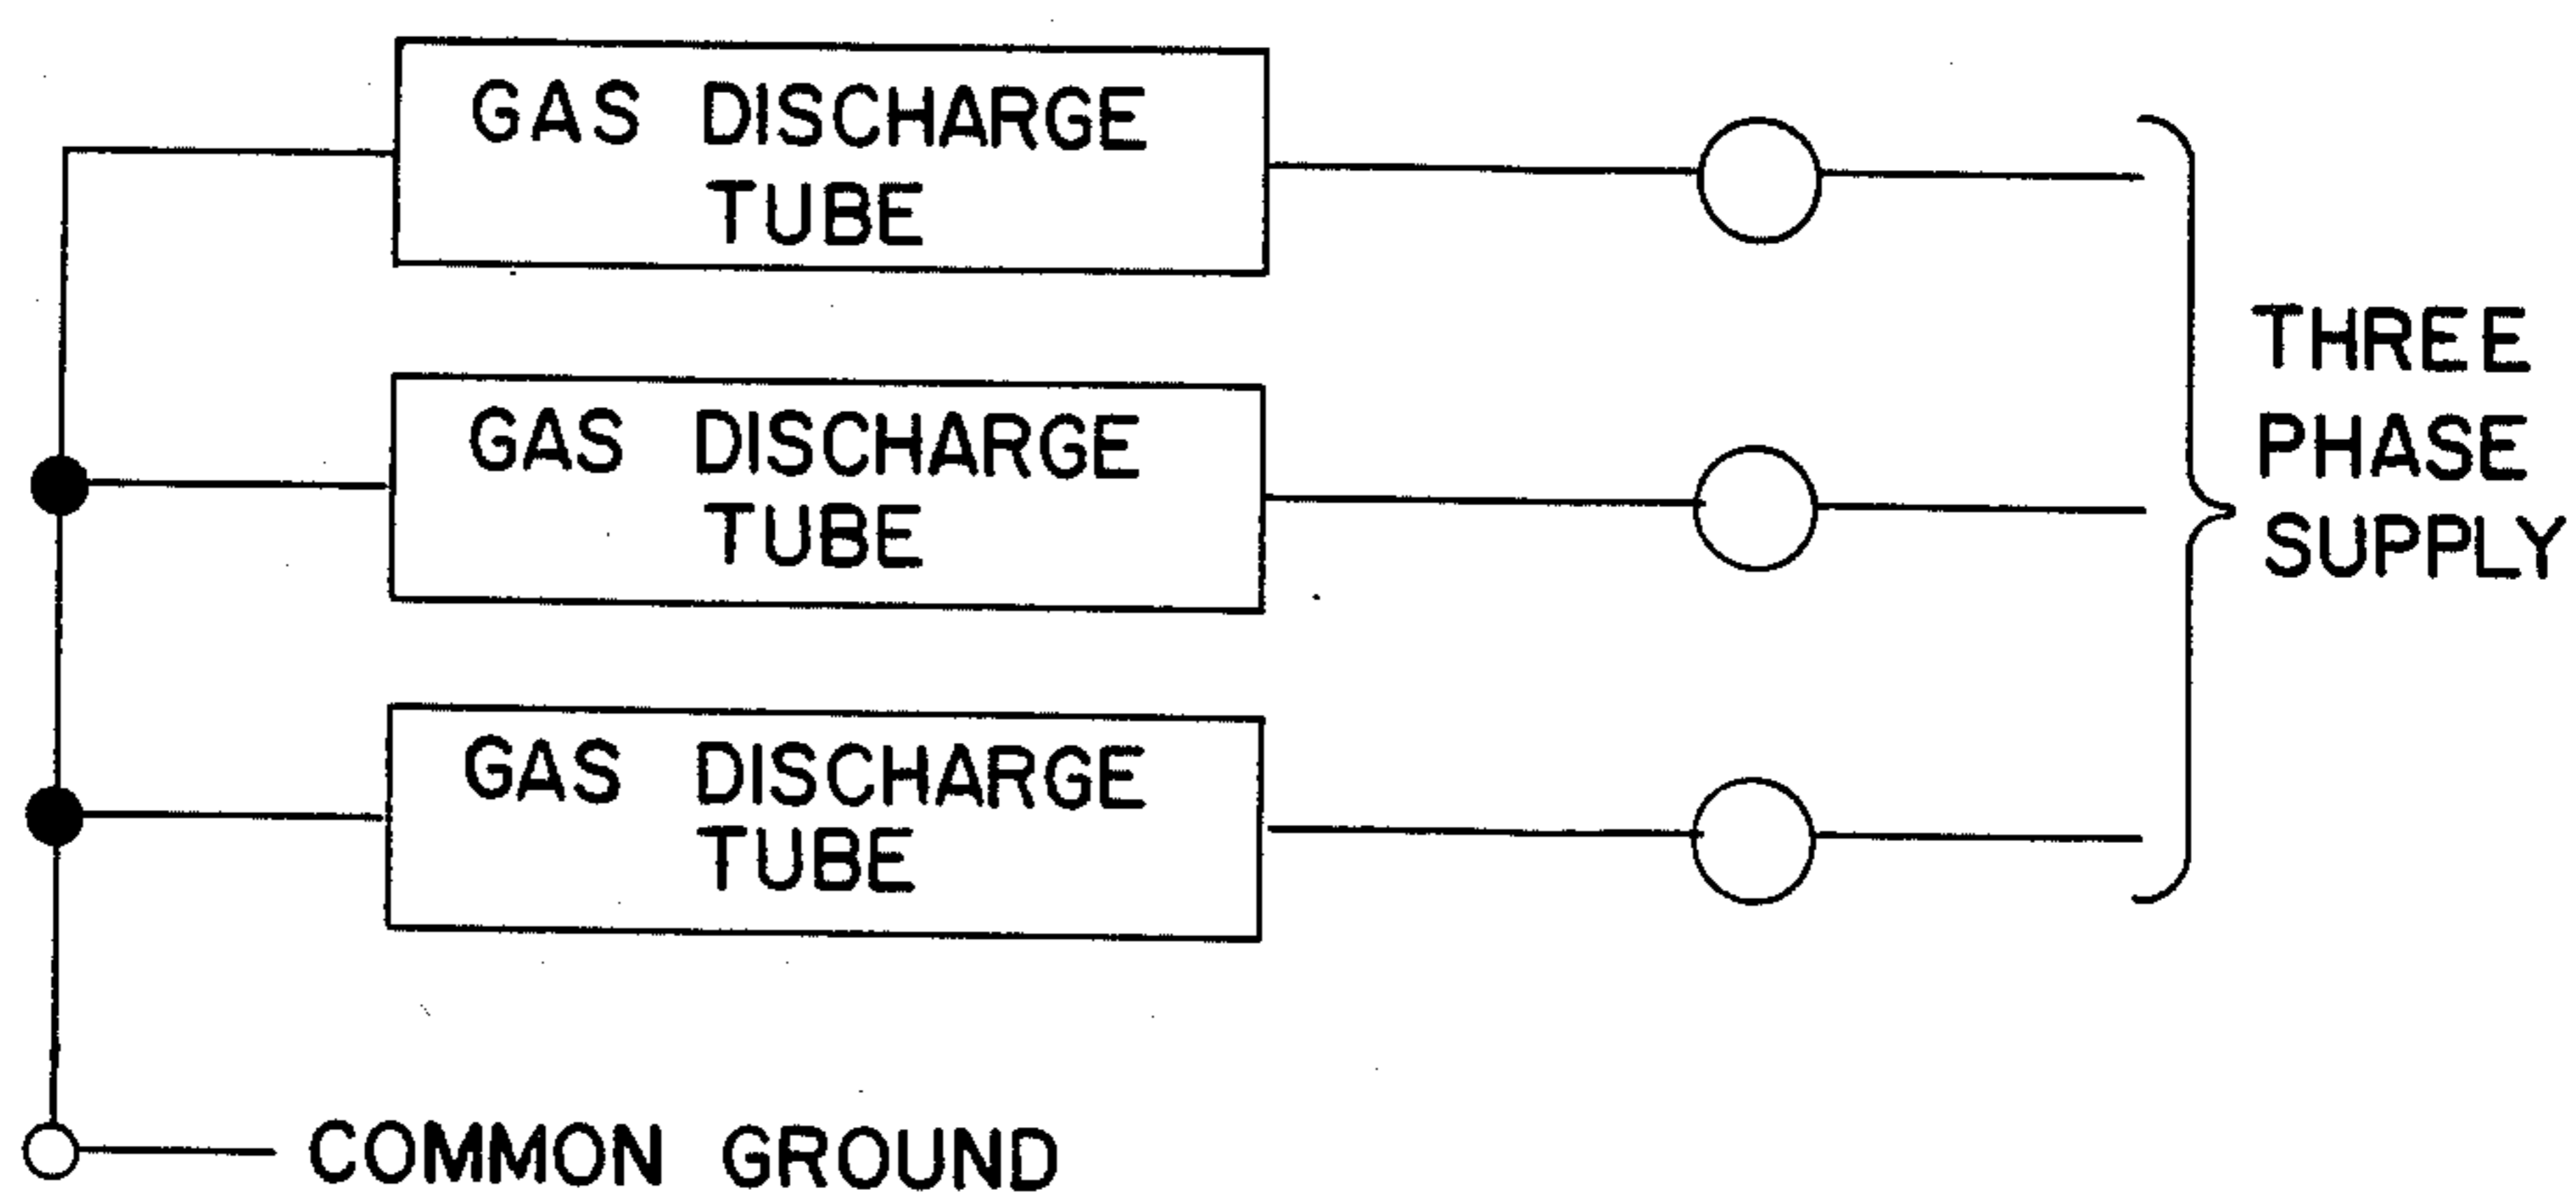 GAS DISCHARGE
TUBE
GAS DISCHARGE
TUBE
GAS DISCHARGE
TUBE
THREE
PHASE
SUPPLY
COMMON GROUND